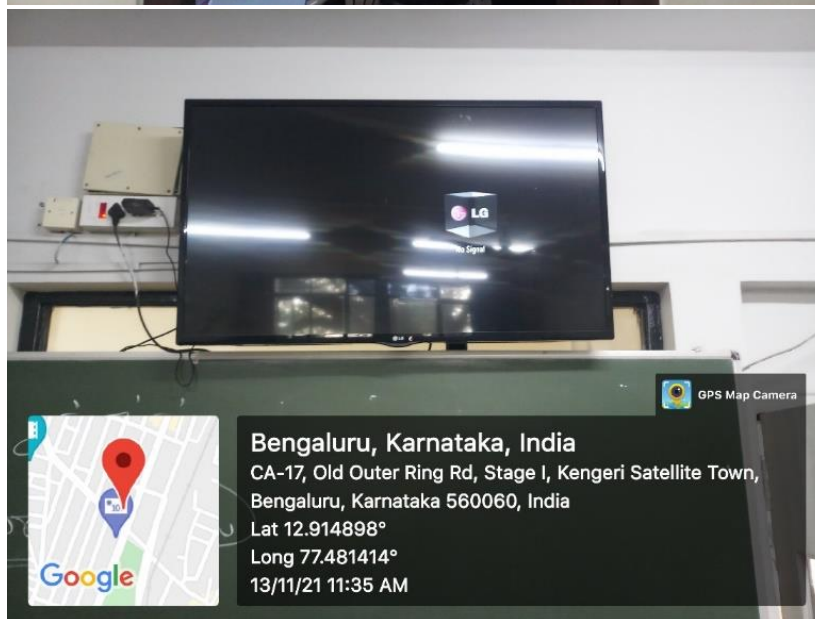 LG
No Signal
LG
GPS Map Camera
Google
Bengaluru, Karnataka, India
CA-17, Old Outer Ring Rd, Stage I, Kengeri Satellite Town,
Bengaluru, Karnataka 560060, India
Lat 12.914898°
Long 77.481414°
13/11/21 11:35 AM